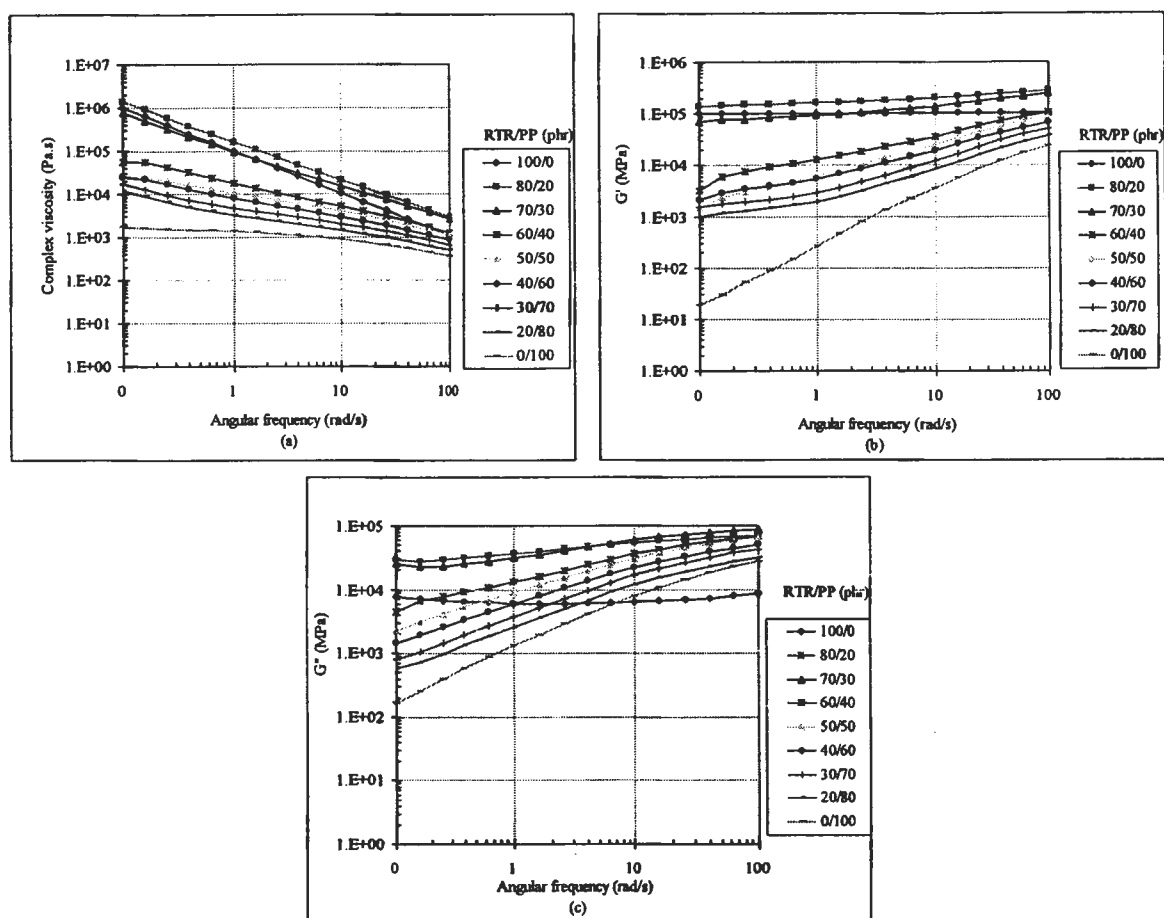 1.E+07
1.E+06
1.E+05
1.E+04
1.E+03
1.E+02
1.E+01
1.E+00
Complex viscosity (Pa.s)
0 1 10 100
Angular frequency (rad/s)
(a)
RTR/PP (phr)
100/0
80/20
70/30
60/40
50/50
40/60
30/70
20/80
0/100
1.E+06
1.E+05
1.E+04
1.E+03
1.E+02
1.E+01
1.E+00
G' (MPa)
0 1 10 100
Angular frequency (rad/s)
(b)
RTR/PP (phr)
100/0
80/20
70/30
60/40
50/50
40/60
30/70
20/80
0/100
1.E+05
1.E+04
1.E+03
1.E+02
1.E+01
1.E+00
G" (MPa)
0 1 10 100
Angular frequency (rad/s)
(c)
RTR/PP (phr)
100/0
80/20
70/30
60/40
50/50
40/60
30/70
20/80
0/100